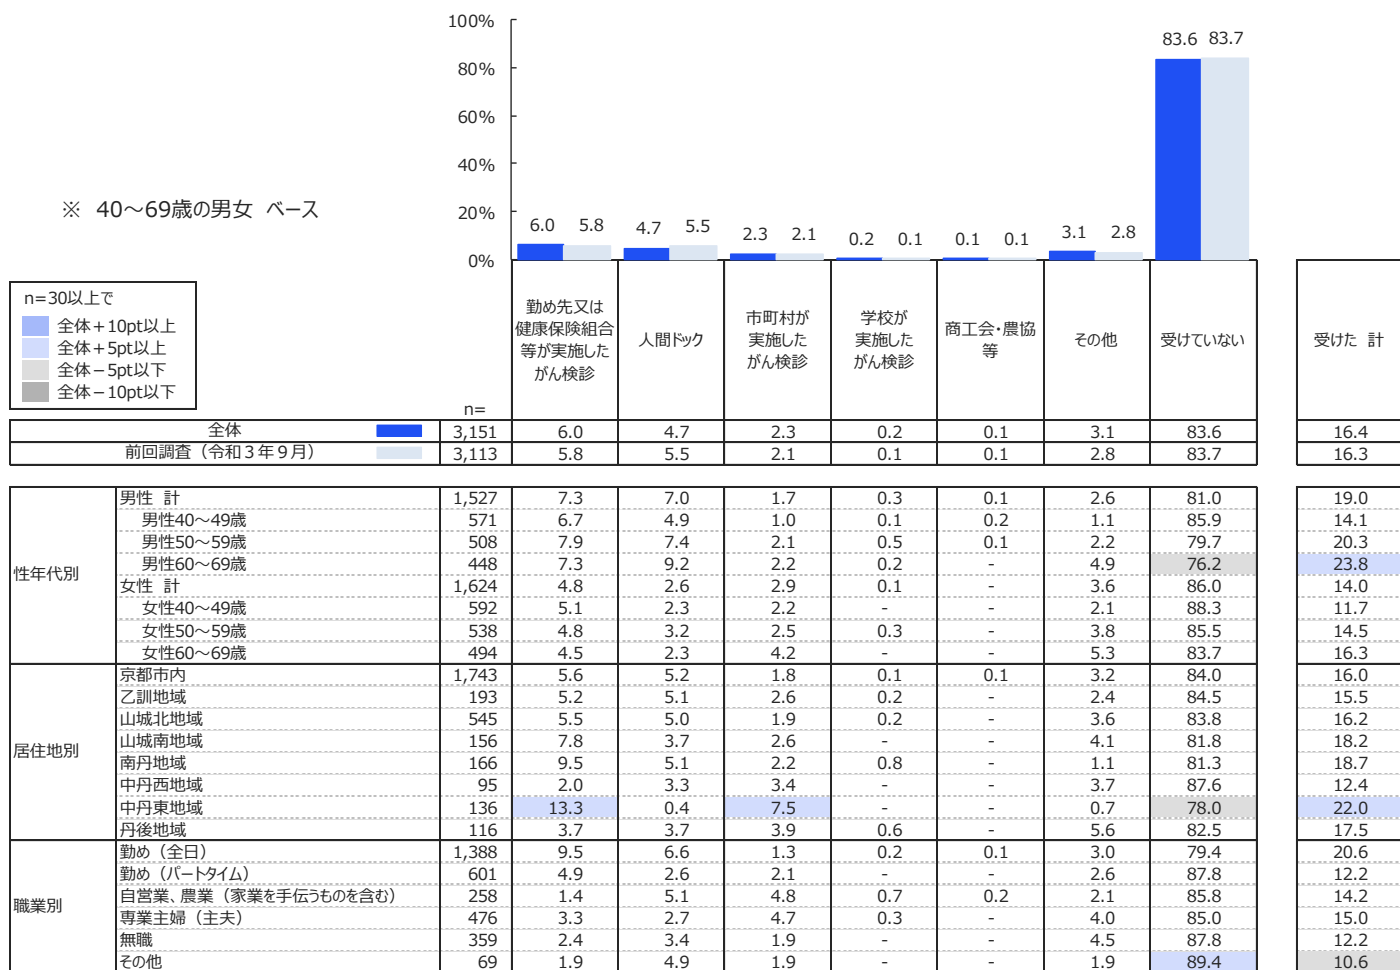 100%
80%
60%
40%
20%
0%
6.0 5.8 4.7 5.5 2.3 2.1 0.2 0.1 0.1 0.1 3.1 2.8 83.6 83.7
※ 40～69歳の男女 ベース
n=30以上で
全体＋10pt以上
全体＋5pt以上
全体－5pt以下
全体－10pt以下
n=
勤め先又は
健康保険組合
等が実施した
がん検診
人間ドック
市町村が
実施した
がん検診
学校が
実施した
がん検診
商工会・農協
等
その他
受けていない
受けた 計
全体 3,151 6.0 4.7 2.3 0.2 0.1 3.1 83.6 16.4
前回調査（令和３年９月） 3,113 5.8 5.5 2.1 0.1 0.1 2.8 83.7 16.3
性年代別
男性 計 1,527 7.3 7.0 1.7 0.3 0.1 2.6 81.0 19.0
男性40～49歳 571 6.7 4.9 1.0 0.1 0.2 1.1 85.9 14.1
男性50～59歳 508 7.9 7.4 2.1 0.5 0.1 2.2 79.7 20.3
男性60～69歳 448 7.3 9.2 2.2 0.2 - 4.9 76.2 23.8
女性 計 1,624 4.8 2.6 2.9 0.1 - 3.6 86.0 14.0
女性40～49歳 592 5.1 2.3 2.2 - - 2.1 88.3 11.7
女性50～59歳 538 4.8 3.2 2.5 0.3 - 3.8 85.5 14.5
女性60～69歳 494 4.5 2.3 4.2 - - 5.3 83.7 16.3
居住地別
京都市内 1,743 5.6 5.2 1.8 0.1 0.1 3.2 84.0 16.0
乙訓地域 193 5.2 5.1 2.6 0.2 - 2.4 84.5 15.5
山城北地域 545 5.5 5.0 1.9 0.2 - 3.6 83.8 16.2
山城南地域 156 7.8 3.7 2.6 - - 4.1 81.8 18.2
南丹地域 166 9.5 5.1 2.2 0.8 - 1.1 81.3 18.7
中丹西地域 95 2.0 3.3 3.4 - - 3.7 87.6 12.4
中丹東地域 136 13.3 0.4 7.5 - - 0.7 78.0 22.0
丹後地域 116 3.7 3.7 3.9 0.6 - 5.6 82.5 17.5
職業別
勤め（全日） 1,388 9.5 6.6 1.3 0.2 0.1 3.0 79.4 20.6
勤め（パートタイム） 601 4.9 2.6 2.1 - - 2.6 87.8 12.2
自営業、農業（家業を手伝うものを含む） 258 1.4 5.1 4.8 0.7 0.2 2.1 85.8 14.2
専業主婦（主夫） 476 3.3 2.7 4.7 0.3 - 4.0 85.0 15.0
無職 359 2.4 3.4 1.9 - - 4.5 87.8 12.2
その他 69 1.9 4.9 1.9 - - 1.9 89.4 10.6